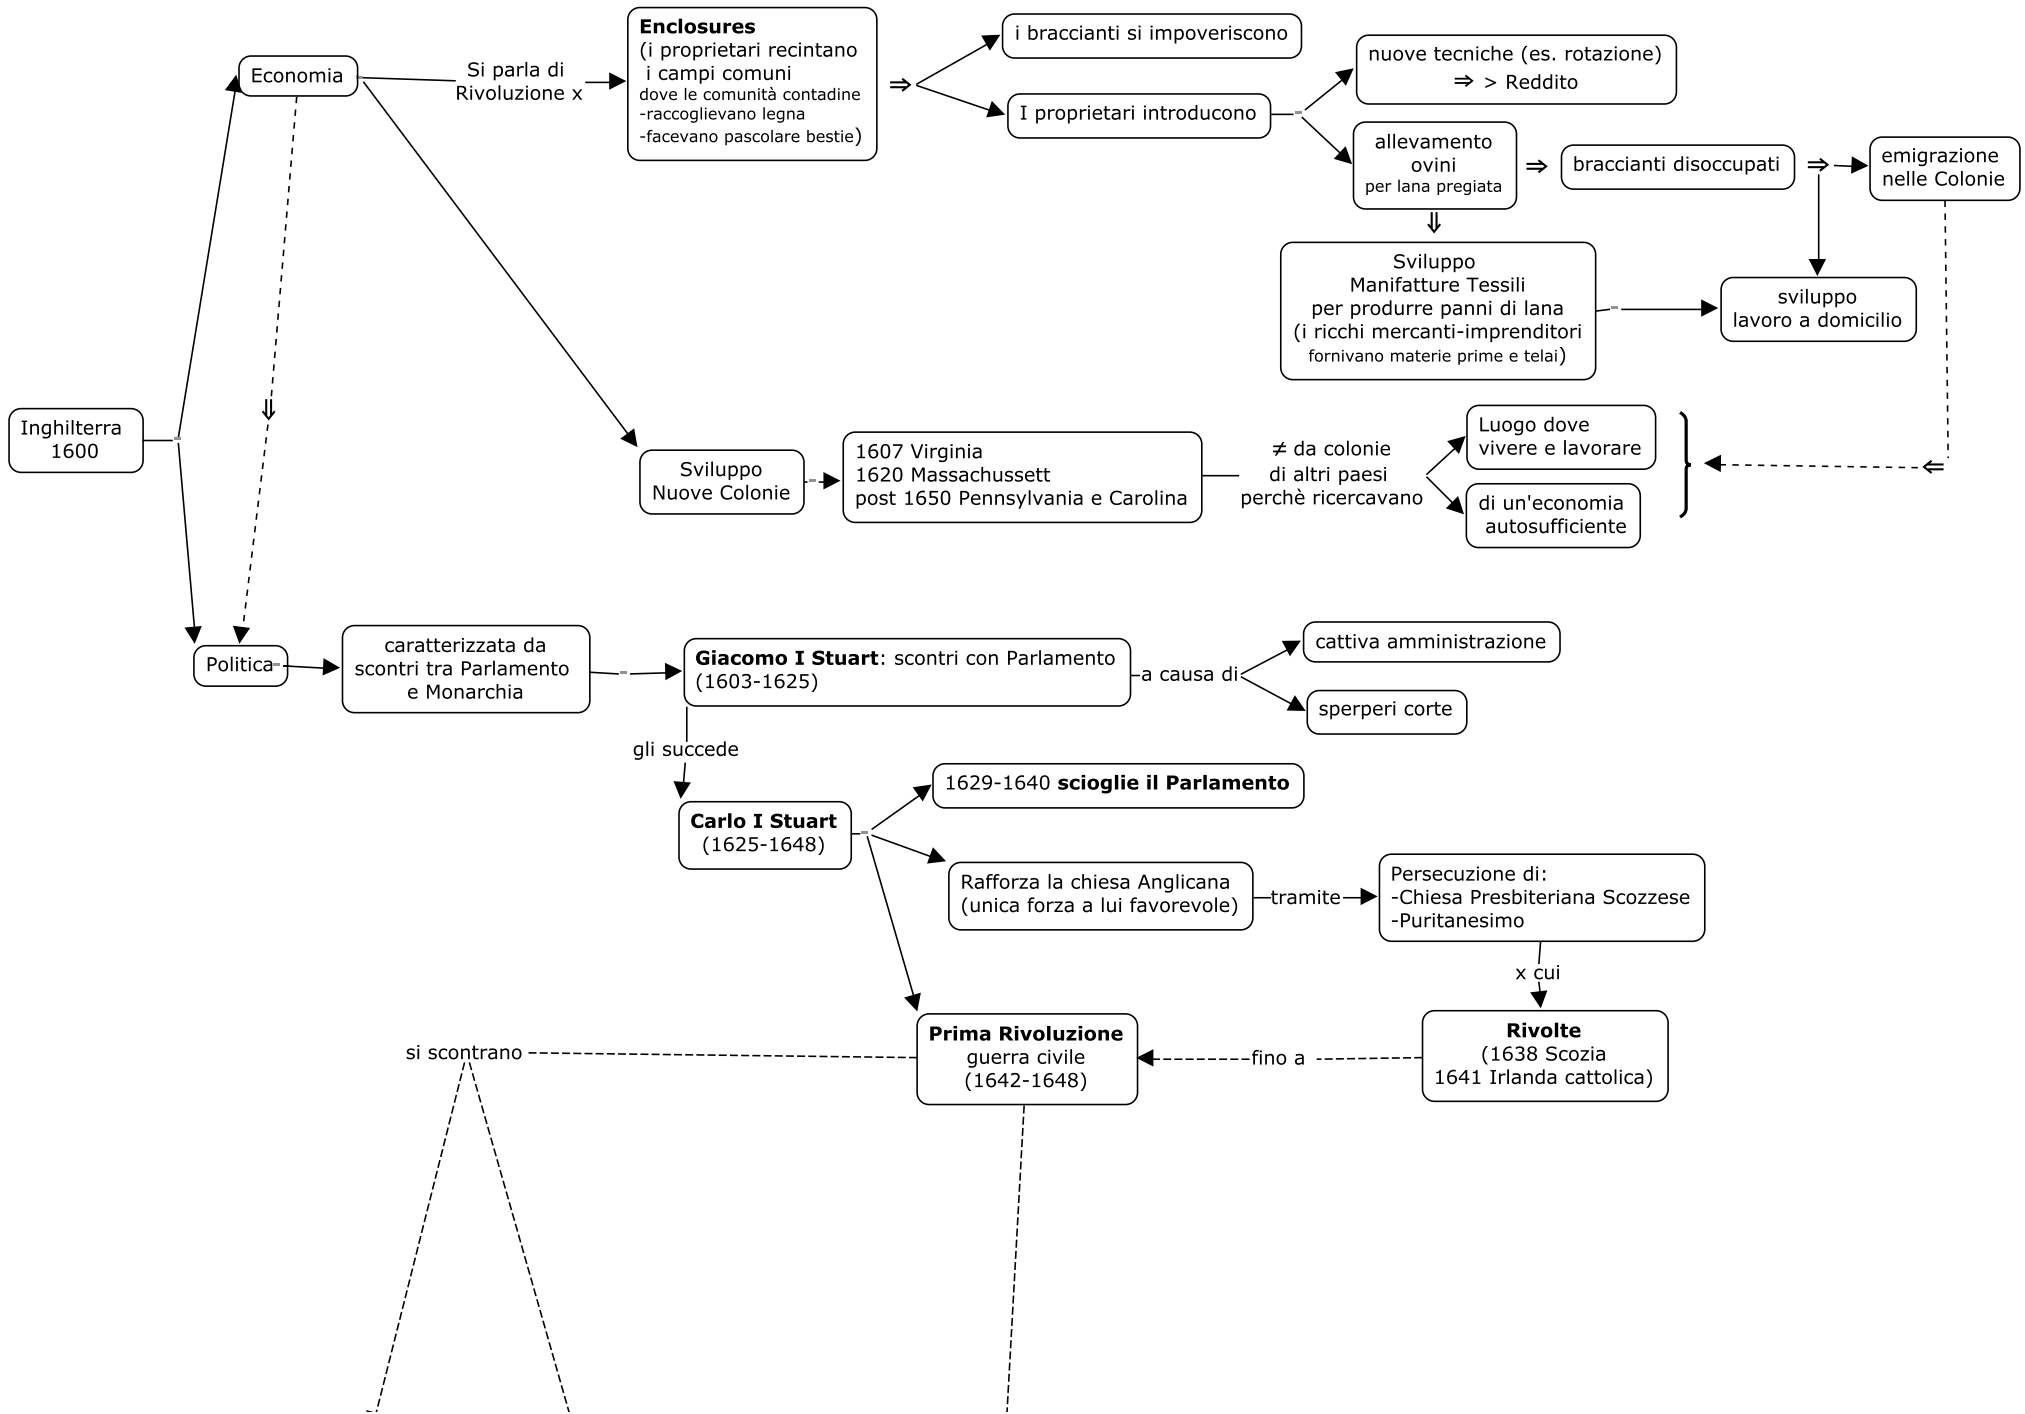 Enclosures
(i proprietari recintano
i campi comuni
dove le comunità contadine
-raccoglievano legna
-facevano pascolare bestie)
Economia
Si parla di
Rivoluzione x
⇒
i braccianti si impoveriscono
I proprietari introducono
nuove tecniche (es. rotazione)
⇒ > Reddito
allevamento
ovini
per lana pregiata
⇒
braccianti disoccupati
⇒
emigrazione
nelle Colonie
⇓
Sviluppo
Manifatture Tessili
per produrre panni di lana
(i ricchi mercanti-imprenditori
fornivano materie prime e telai)
sviluppo
lavoro a domicilio
Inghilterra
1600
⇓
Sviluppo
Nuove Colonie
1607 Virginia
1620 Massachussett
post 1650 Pennsylvania e Carolina
≠ da colonie
di altri paesi
perchè ricercavano
Luogo dove
vivere e lavorare
di un'economia
autosufficiente
}
⇐
Politica
caratterizzata da
scontri tra Parlamento
e Monarchia
Giacomo I Stuart: scontri con Parlamento
(1603-1625)
a causa di
cattiva amministrazione
sperperi corte
gli succede
Carlo I Stuart
(1625-1648)
1629-1640 scioglie il Parlamento
Rafforza la chiesa Anglicana
(unica forza a lui favorevole)
tramite
Persecuzione di:
-Chiesa Presbiteriana Scozzese
-Puritanesimo
x cui
Rivolte
(1638 Scozia
1641 Irlanda cattolica)
fino a
Prima Rivoluzione
guerra civile
(1642-1648)
si scontrano